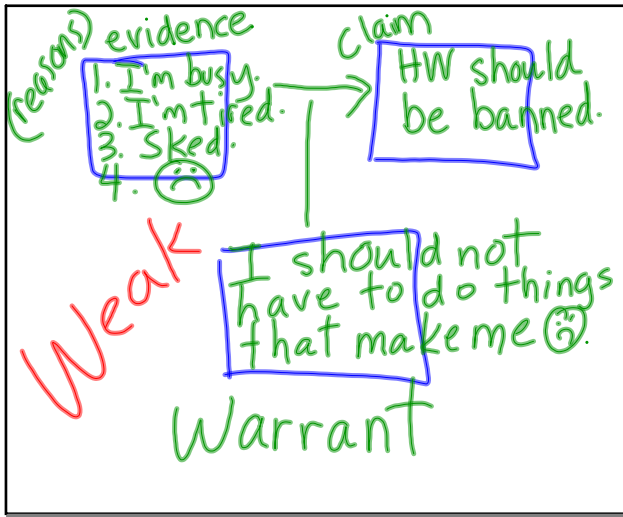 (reasons)
evidence
1. I'm busy.
2. I'm tired.
3. Sked.
4.
Claim
HW should
be banned.
Weak
I should not
have to do things
that make me
Warrant